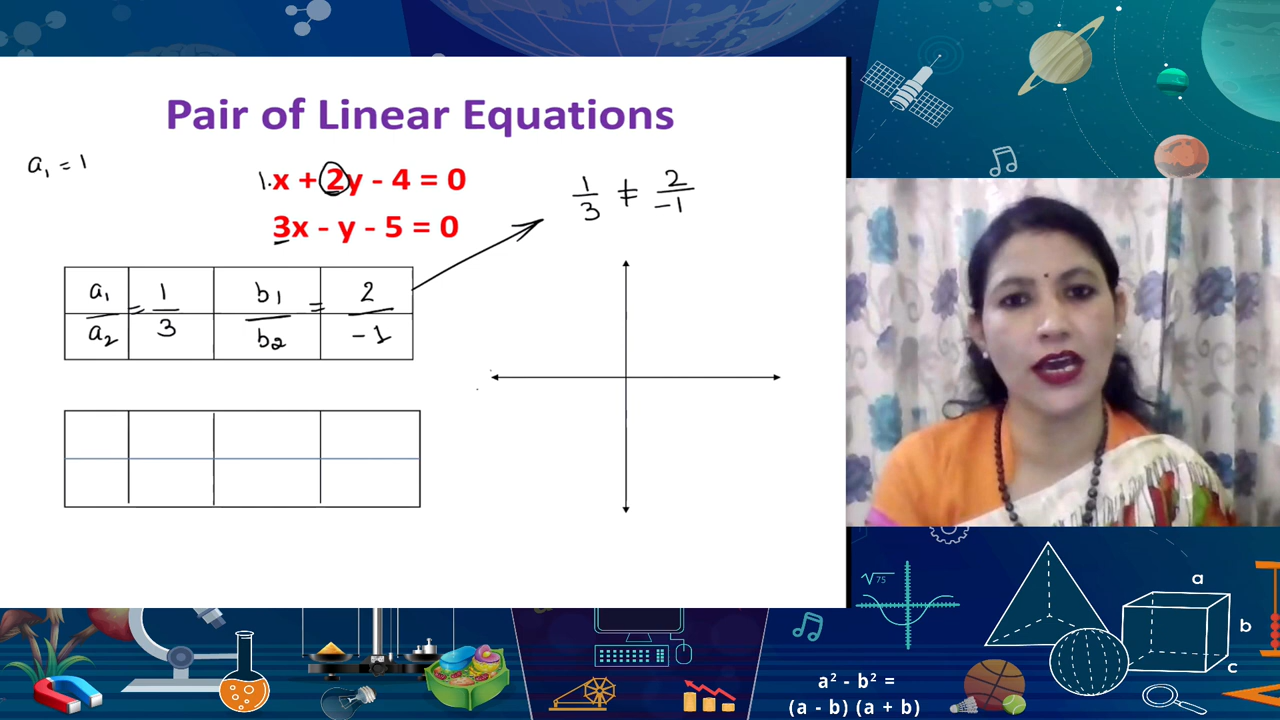 Pair of Linear Equations
a₁ = 1
1.x + 2y - 4 = 0
3x - y - 5 = 0
1/3 ≠ 2/-1
a₁/a₂ = 1/3 b₁/b₂ = 2/-1
√75
a
b
c
a² - b² =
(a - b) (a + b)